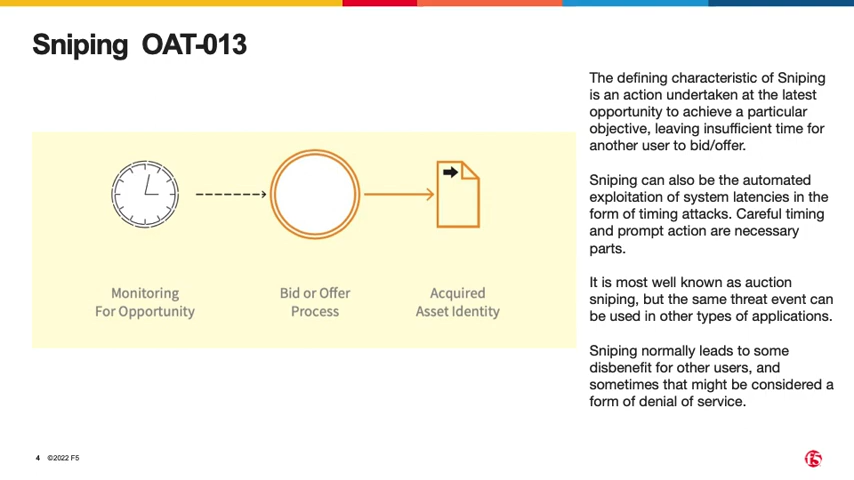 Sniping OAT-013
The defining characteristic of Sniping
is an action undertaken at the latest
opportunity to achieve a particular
objective, leaving insufficient time for
another user to bid/offer.
Sniping can also be the automated
exploitation of system latencies in the
form of timing attacks. Careful timing
and prompt action are necessary
parts.
It is most well known as auction
sniping, but the same threat event can
be used in other types of applications.
Sniping normally leads to some
disbenefit for other users, and
sometimes that might be considered a
form of denial of service.
Monitoring
For Opportunity
Bid or Offer
Process
Acquired
Asset Identity
4 ©2022 F5
f5